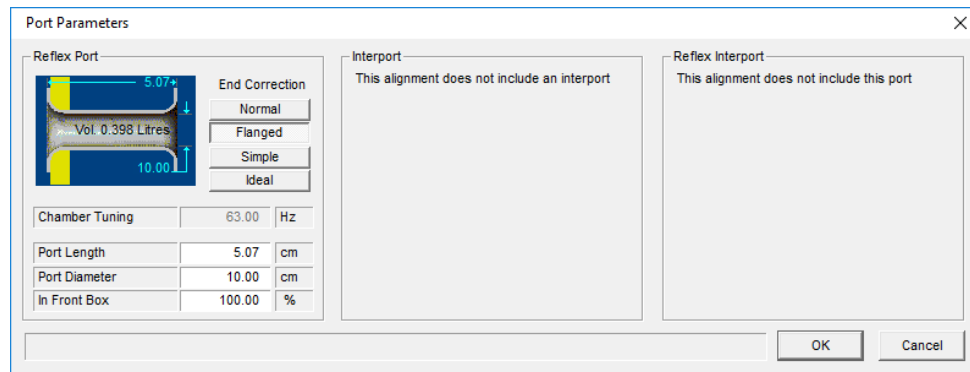 Port Parameters
Reflex Port
5.07
Vol. 0.398 Litres
10.00
End Correction
Normal
Flanged
Simple
Ideal
Chamber Tuning 63.00 Hz
Port Length 5.07 cm
Port Diameter 10.00 cm
In Front Box 100.00 %
Interport
This alignment does not include an interport
Reflex Interport
This alignment does not include this port
OK Cancel